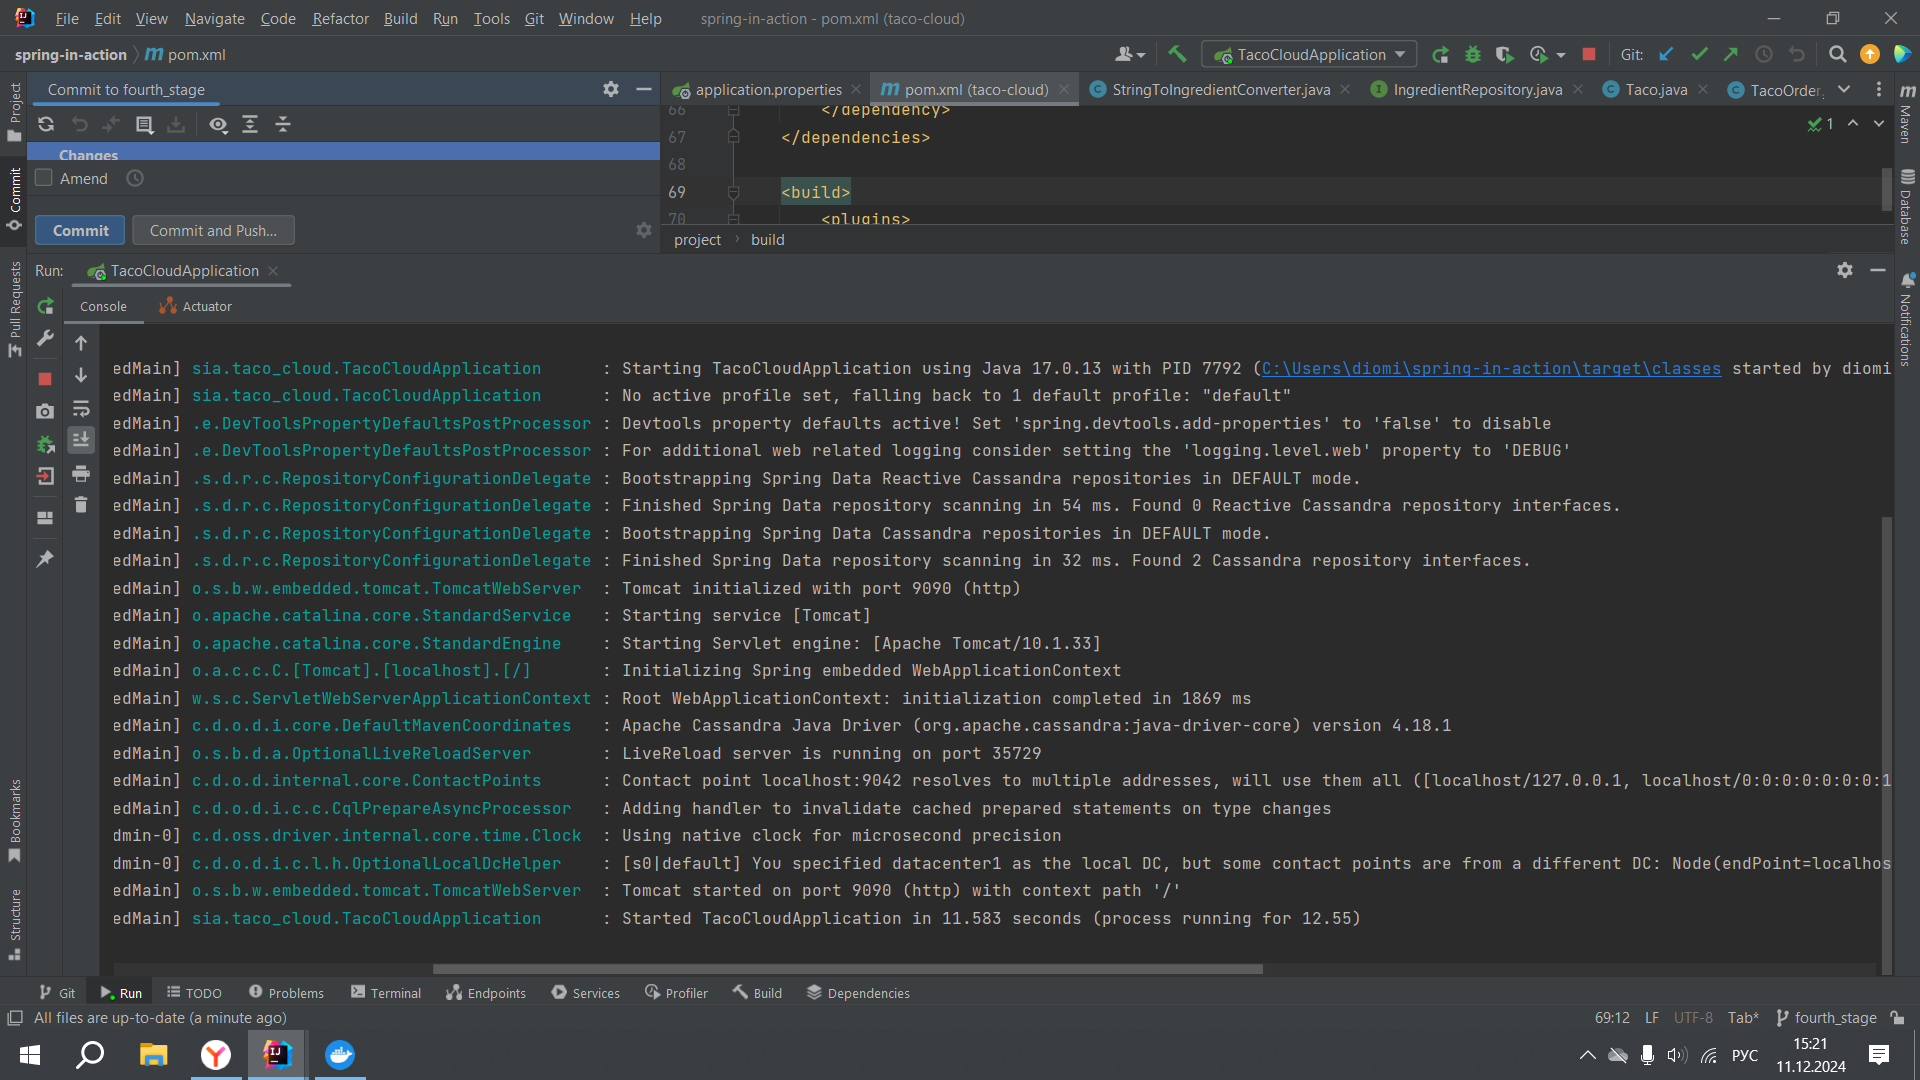 File Edit View Navigate Code Refactor Build Run Tools Git Window Help spring-in-action - pom.xml (taco-cloud)
spring-in-action m pom.xml TacoCloudApplication Git:
Project
Commit
Pull Requests
Bookmarks
Structure
Commit to fourth_stage
Changes
Amend
Commit Commit and Push...
application.properties m pom.xml (taco-cloud) StringToIngredientConverter.java IngredientRepository.java Taco.java TacoOrder.
66 </dependency>
67 </dependencies>
68
69 <build>
70 <plugins>
1
project build
m Maven
Database
Notifications
Run: TacoCloudApplication
Console Actuator
edMain] sia.taco_cloud.TacoCloudApplication : Starting TacoCloudApplication using Java 17.0.13 with PID 7792 (C:\Users\diomi\spring-in-action\target\classes started by diomi
edMain] sia.taco_cloud.TacoCloudApplication : No active profile set, falling back to 1 default profile: "default"
edMain] .e.DevToolsPropertyDefaultsPostProcessor : Devtools property defaults active! Set 'spring.devtools.add-properties' to 'false' to disable
edMain] .e.DevToolsPropertyDefaultsPostProcessor : For additional web related logging consider setting the 'logging.level.web' property to 'DEBUG'
edMain] .s.d.r.c.RepositoryConfigurationDelegate : Bootstrapping Spring Data Reactive Cassandra repositories in DEFAULT mode.
edMain] .s.d.r.c.RepositoryConfigurationDelegate : Finished Spring Data repository scanning in 54 ms. Found 0 Reactive Cassandra repository interfaces.
edMain] .s.d.r.c.RepositoryConfigurationDelegate : Bootstrapping Spring Data Cassandra repositories in DEFAULT mode.
edMain] .s.d.r.c.RepositoryConfigurationDelegate : Finished Spring Data repository scanning in 32 ms. Found 2 Cassandra repository interfaces.
edMain] o.s.b.w.embedded.tomcat.TomcatWebServer : Tomcat initialized with port 9090 (http)
edMain] o.apache.catalina.core.StandardService : Starting service [Tomcat]
edMain] o.apache.catalina.core.StandardEngine : Starting Servlet engine: [Apache Tomcat/10.1.33]
edMain] o.a.c.c.C.[Tomcat].[localhost].[/] : Initializing Spring embedded WebApplicationContext
edMain] w.s.c.ServletWebServerApplicationContext : Root WebApplicationContext: initialization completed in 1869 ms
edMain] c.d.o.d.i.core.DefaultMavenCoordinates : Apache Cassandra Java Driver (org.apache.cassandra:java-driver-core) version 4.18.1
edMain] o.s.b.d.a.OptionalLiveReloadServer : LiveReload server is running on port 35729
edMain] c.d.o.d.internal.core.ContactPoints : Contact point localhost:9042 resolves to multiple addresses, will use them all ([localhost/127.0.0.1, localhost/0:0:0:0:0:0:0:1
edMain] c.d.o.d.i.c.c.CqlPrepareAsyncProcessor : Adding handler to invalidate cached prepared statements on type changes
dmin-0] c.d.oss.driver.internal.core.time.Clock : Using native clock for microsecond precision
dmin-0] c.d.o.d.i.c.l.h.OptionalLocalDcHelper : [s0|default] You specified datacenter1 as the local DC, but some contact points are from a different DC: Node(endPoint=localhos
edMain] o.s.b.w.embedded.tomcat.TomcatWebServer : Tomcat started on port 9090 (http) with context path '/'
edMain] sia.taco_cloud.TacoCloudApplication : Started TacoCloudApplication in 11.583 seconds (process running for 12.55)
Git Run TODO Problems Terminal Endpoints Services Profiler Build Dependencies
All files are up-to-date (a minute ago) 69:12 LF UTF-8 Tab* fourth_stage
РУС 15:21
11.12.2024